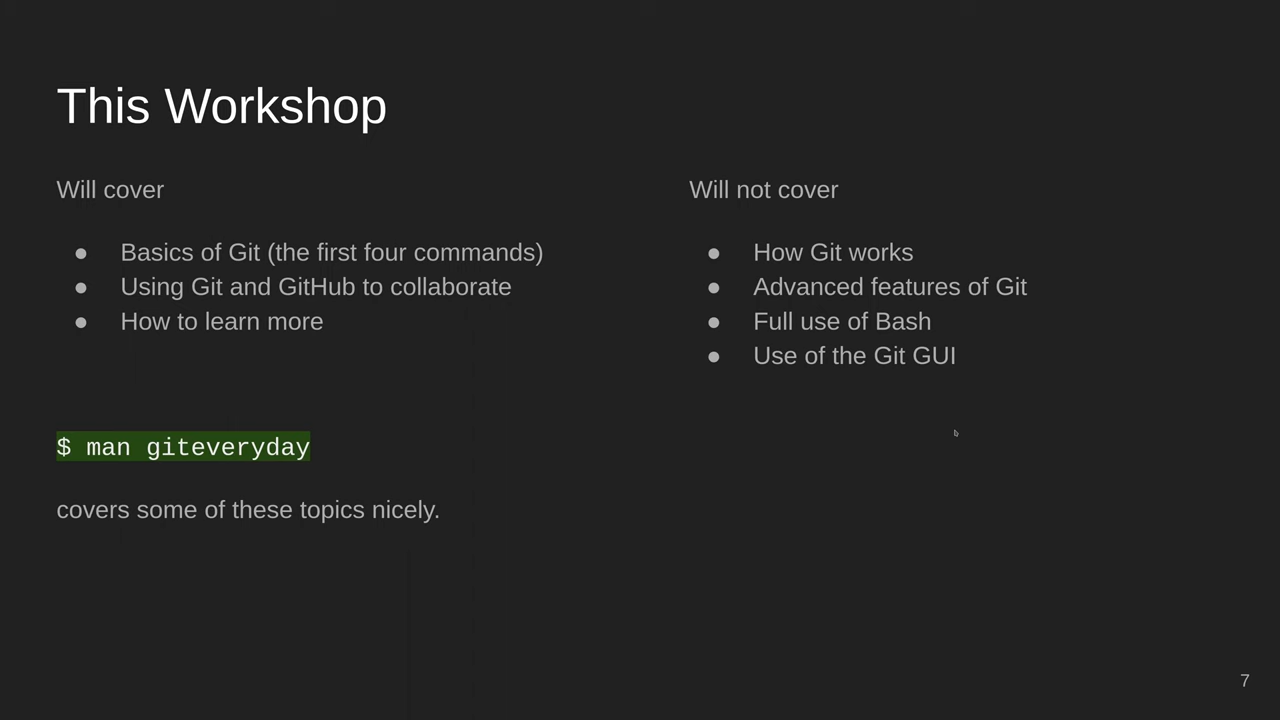 This Workshop
Will cover
● Basics of Git (the first four commands)
● Using Git and GitHub to collaborate
● How to learn more
$ man giteveryday
covers some of these topics nicely.
Will not cover
● How Git works
● Advanced features of Git
● Full use of Bash
● Use of the Git GUI
7